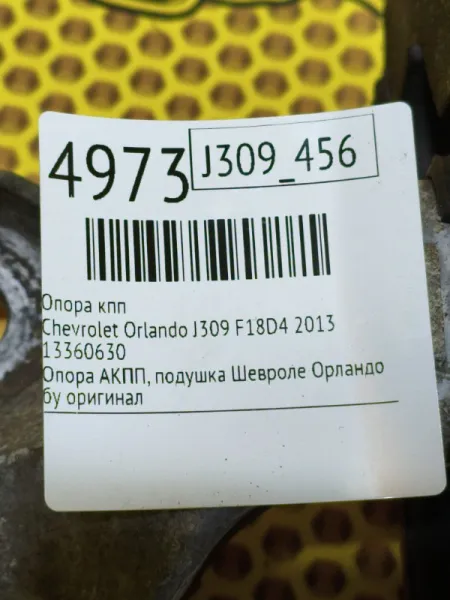 4973
J309_456
Опора кпп
Chevrolet Orlando J309 F18D4 2013
13360630
Опора АКПП, подушка Шевроле Орландо
бу оригинал